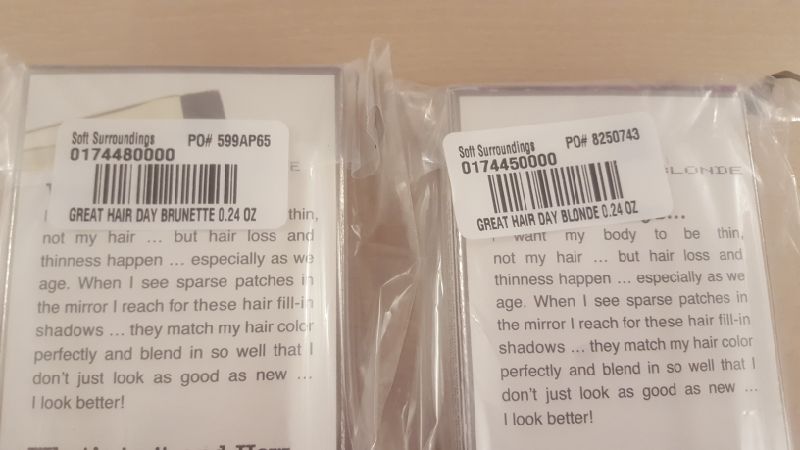 Soft Surroundings PO# 599AP65
0174480000
GREAT HAIR DAY BRUNETTE 0.24 OZ
I thin,
not my hair ... but hair loss and
thinness happen ... especially as we
age. When I see sparse patches in
the mirror I reach for these hair fill-in
shadows ... they match my hair color
perfectly and blend in so well that I
don't just look as good as new ...
I look better!
Soft Surroundings PO# 8250743
0174450000
BLONDE
GREAT HAIR DAY BLONDE 0.24 OZ
I want my body to be thin,
not my hair ... but hair loss and
thinness happen ... especially as we
age. When I see sparse patches in
the mirror I reach for these hair fill-in
shadows ... they match my hair color
perfectly and blend in so well that I
don't just look as good as new ...
I look better!